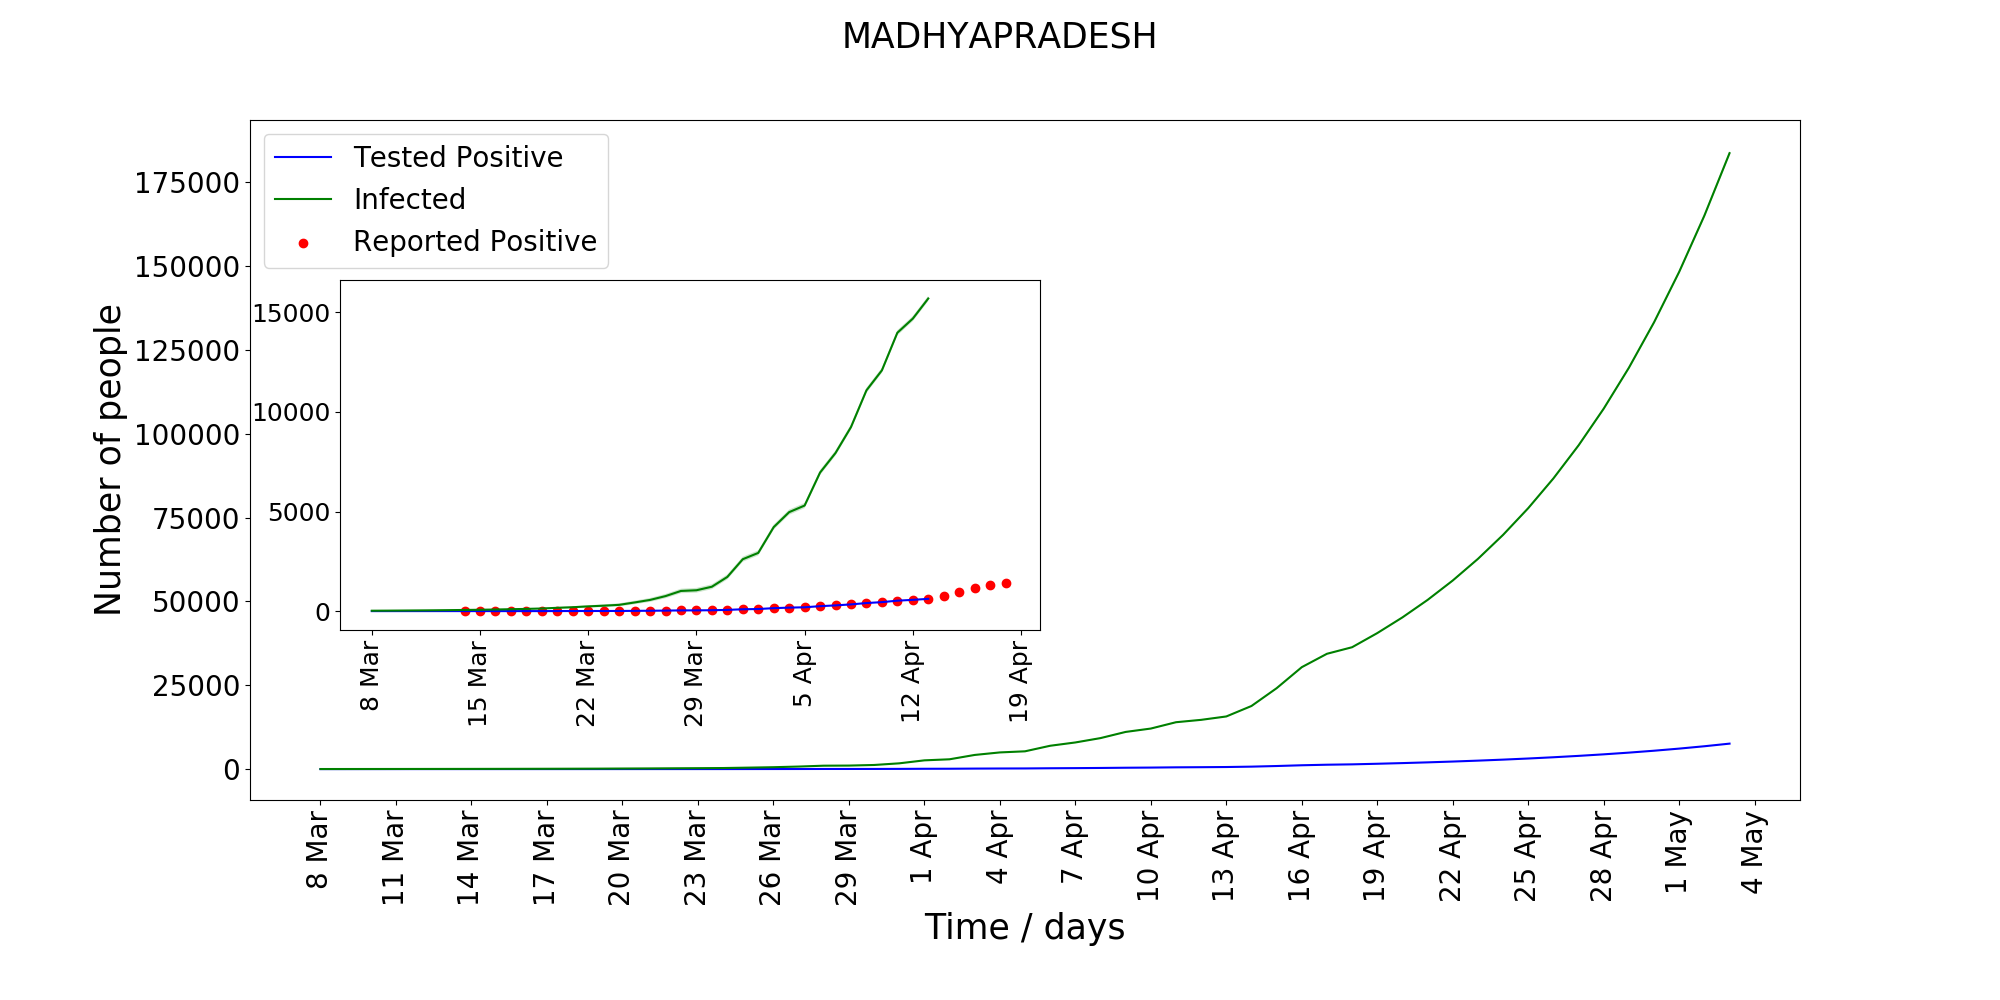 MADHYAPRADESH
Tested Positive
Infected
Reported Positive
Number of people
175000
150000
125000
100000
75000
50000
25000
0
15000
10000
5000
0
8 Mar
15 Mar
22 Mar
29 Mar
5 Apr
12 Apr
19 Apr
8 Mar
11 Mar
14 Mar
17 Mar
20 Mar
23 Mar
26 Mar
29 Mar
1 Apr
4 Apr
7 Apr
10 Apr
13 Apr
16 Apr
19 Apr
22 Apr
25 Apr
28 Apr
1 May
4 May
Time / days